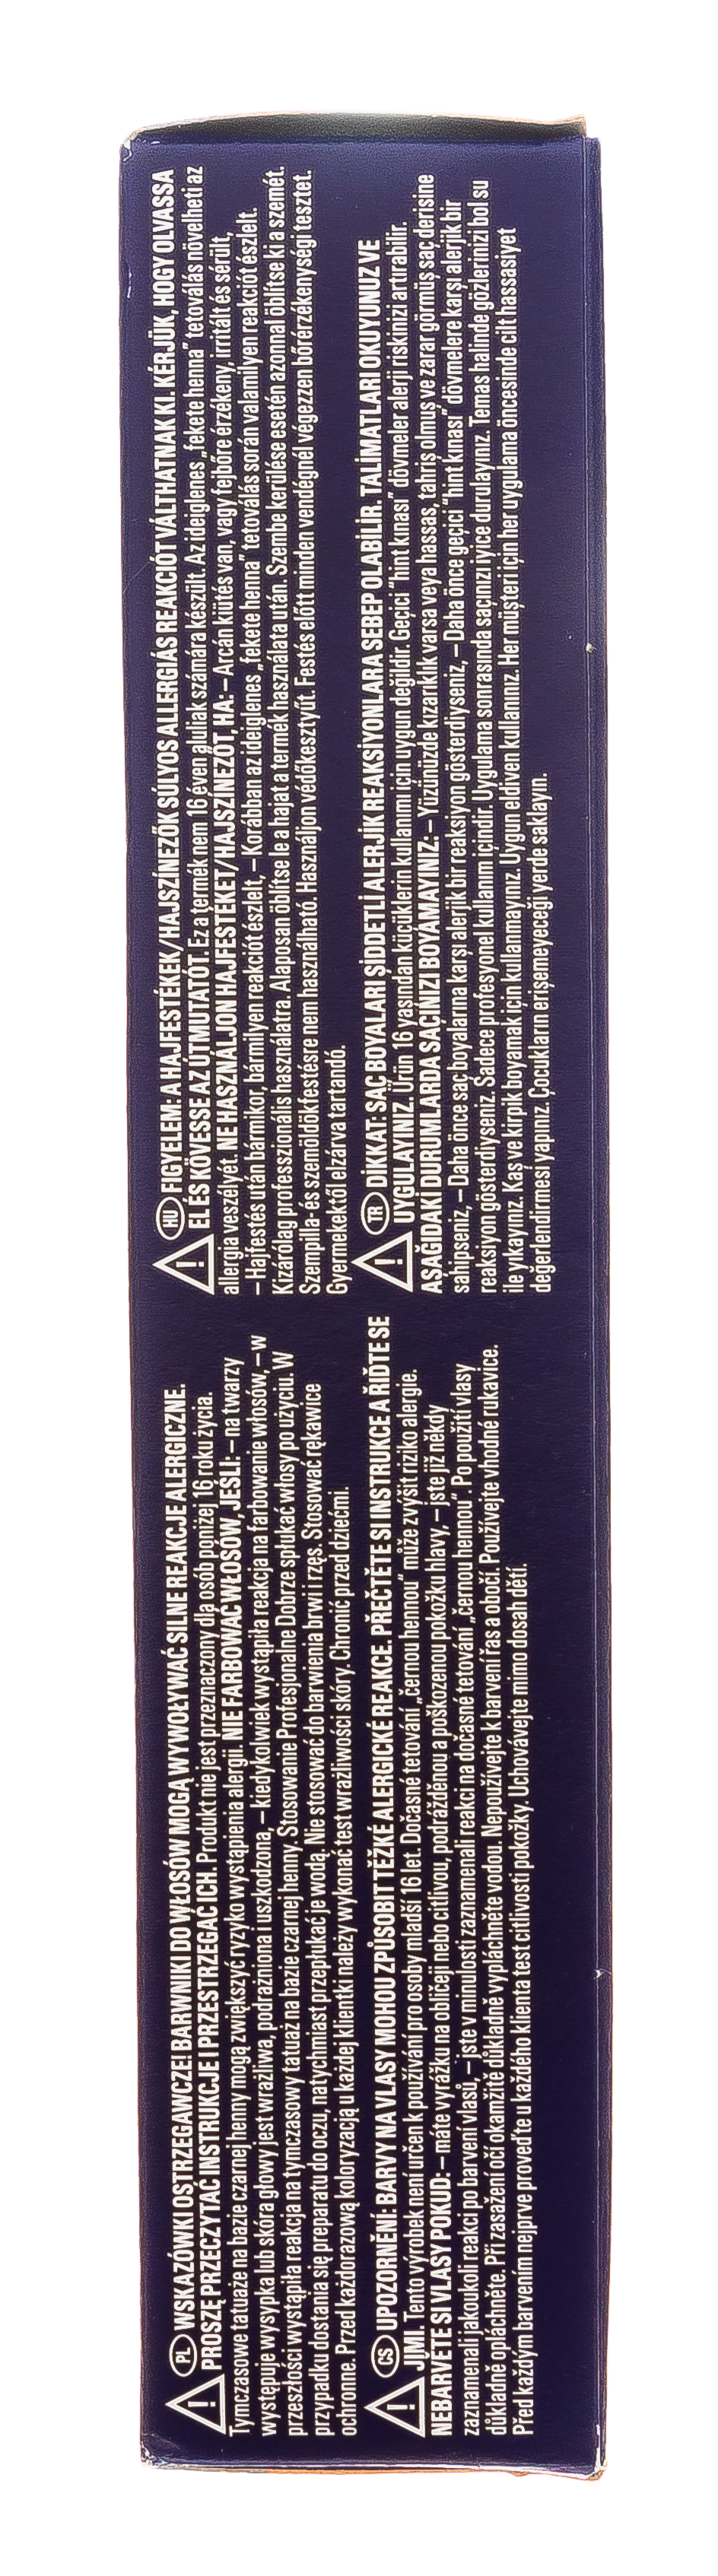 PL WSKAZÓWKI OSTRZEGAWCZE! BARWNIKI DO WŁOSÓW MOGĄ WYWOŁYWAĆ SILNE REAKCJE ALERGICZNE.
PROSZĘ PRZECZYTAĆ INSTRUKCJE I PRZESTRZEGAĆ ICH. Produkt nie jest przeznaczony dla osób poniżej 16 roku życia.
Tymczasowe tatuaże na bazie czarnej henny mogą zwiększyć ryzyko wystąpienia alergii. NIE FARBOWAĆ WŁOSÓW, JEŚLI: – na twarzy
występuje wysypka lub skóra głowy jest wrażliwa, podrażniona i uszkodzona, – kiedykolwiek wystąpiła reakcja na farbowanie włosów, – w
przeszłości wystąpiła reakcja na tymczasowy tatuaż na bazie czarnej henny. Stosowanie Profesjonalne Dobrze spłukać włosy po użyciu. W
przypadku dostania się preparatu do oczu, natychmiast przepłukać je wodą. Nie stosować do barwienia brwi i rzęs. Stosować rękawice
ochronne. Przed każdorazową koloryzacją u każdej klientki należy wykonać test wrażliwości skóry. Chronić przed dziećmi.
CS UPOZORNĚNÍ: BARVY NA VLASY MOHOU ZPŮSOBIT TĚŽKÉ ALERGICKÉ REAKCE. PŘEČTĚTE SI INSTRUKCE A ŘIĎTE SE
JIMI. Tento výrobek není určen k používání pro osoby mladší 16 let. Dočasné tetování „černou hennou“ může zvýšit riziko alergie.
NEBARVĚTE SI VLASY POKUD: – máte vyrážku na obličeji nebo citlivou, podrážděnou a poškozenou pokožku hlavy, – jste již někdy
zaznamenali jakoukoli reakci po barvení vlasů, – jste v minulosti zaznamenali reakci na dočasné tetování „černou hennou“. Po použití vlasy
důkladně opláchněte. Při zasažení očí okamžitě důkladně vypláchněte vodou. Nepoužívejte k barvení řas a obočí. Používejte vhodné rukavice.
Před každým barvením nejprve proveďte u každého klienta test citlivosti pokožky. Uchovávejte mimo dosah dětí.
HU FIGYELEM: A HAJFESTÉKEK/HAJSZÍNEZŐK SÚLYOS ALLERGIÁS REAKCIÓT VÁLTHATNAK KI. KÉRJÜK, HOGY OLVASSA
EL ÉS KÖVESSE AZ ÚTMUTATÓT. Ez a termék nem 16 éven aluliak számára készült. Az ideiglenes „fekete henna” tetoválás növelheti az
allergia veszélyét. NE HASZNÁLJON HAJFESTÉKET/HAJSZÍNEZŐT, HA: – Arcán kiütés van, vagy fejbőre érzékeny, irritált és sérült,
– Hajfestés után bármikor, bármilyen reakciót észlelt, – Korábban az ideiglenes „fekete henna” tetoválás során valamilyen reakciót észlelt.
Kizárólag professzionális használatra. Alaposan öblítse le a hajat a termék használata után. Szembe kerülése esetén azonnal öblítse ki a szemét.
Szempilla- és szemöldökfestésre nem használható. Használjon védőkesztyűt. Festés előtt minden vendégnél végezzen bőrérzékenységi tesztet.
Gyermekektől elzárva tartandó.
TR DİKKAT: SAÇ BOYALARI ŞİDDETLİ ALERJİK REAKSİYONLARA SEBEP OLABİLİR. TALİMATLARI OKUYUNUZ VE
UYGULAYINIZ. Ürün 16 yaşından küçüklerin kullanımı için uygun değildir. Geçici “hint kınası” dövmeler alerji riskinizi artırabilir.
AŞAĞIDAKİ DURUMLARDA SAÇINIZI BOYAMAYINIZ: – Yüzünüzde kızarıklık varsa veya hassas, tahriş olmuş ve zarar görmüş saç derisine
sahipseniz, – Daha önce saç boyalarına karşı alerjik bir reaksiyon gösterdiyseniz, – Daha önce geçici “hint kınası” dövmelere karşı alerjik bir
reaksiyon gösterdiyseniz. Sadece profesyonel kullanım içindir. Uygulama sonrasında saçınızı iyice durulayınız. Temas halinde gözlerinizi bol su
ile yıkayınız. Kaş ve kirpik boyamak için kullanmayınız. Uygun eldiven kullanınız. Her müşteri için her uygulama öncesinde cilt hassasiyet
değerlendirmesi yapınız. Çocukların erişemeyeceği yerde saklayın.